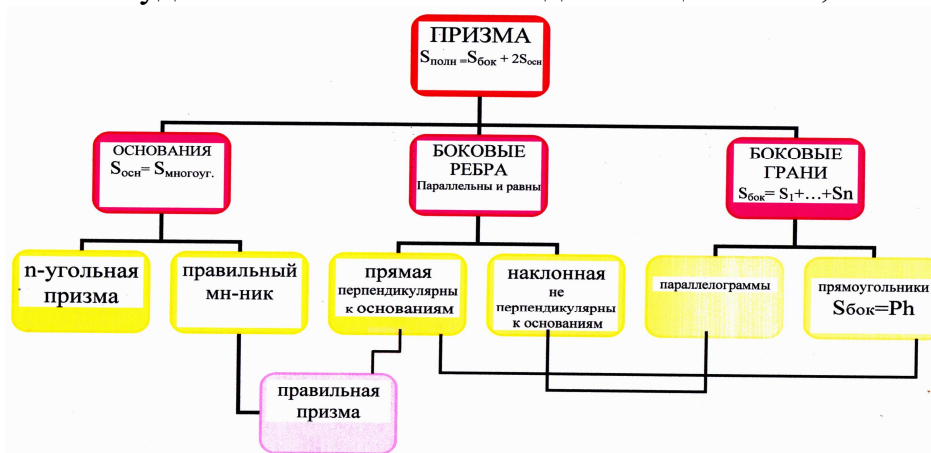 ПРИЗМА
Sполн =Sбок + 2Sосн
ОСНОВАНИЯ
Sосн= Sмногоуг.
БОКОВЫЕ
РЕБРА
Параллельны и равны
БОКОВЫЕ
ГРАНИ
Sбок= S1+…+Sn
n-угольная
призма
правильный
мн-ник
прямая
перпендикулярны
к основаниям
наклонная
не
перпендикулярны
к основаниям
параллелограммы
прямоугольники
Sбок=Ph
правильная
призма